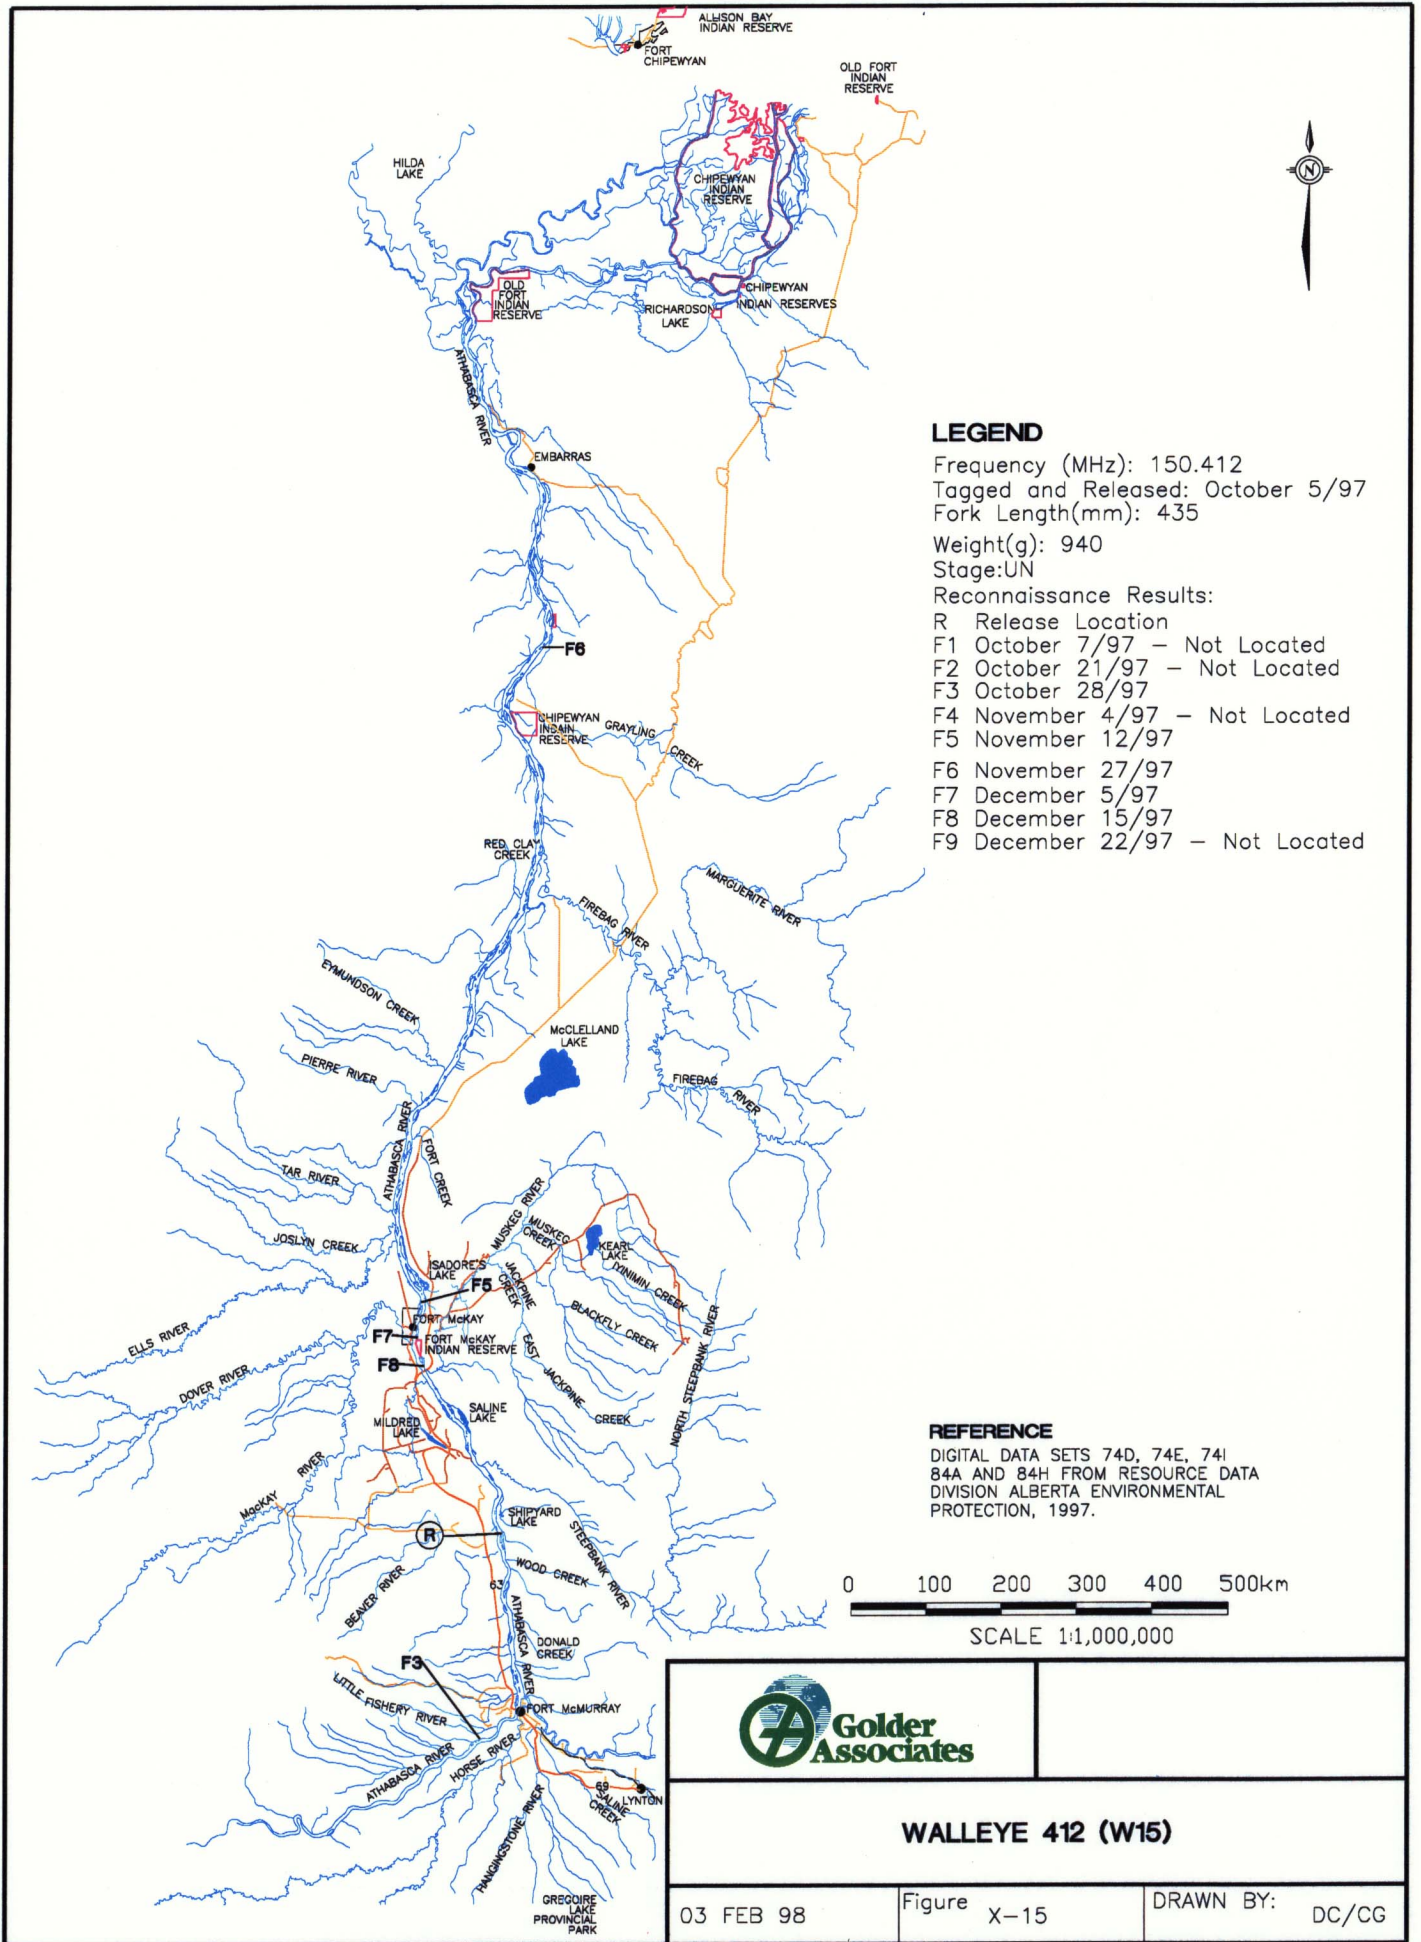 ALLISON BAY
INDIAN RESERVE
FORT
CHIPEWYAN
OLD FORT
INDIAN
RESERVE
HILDA
LAKE
N
CHIPEWYAN
INDIAN
RESERVE
OLD
FORT
INDIAN
RESERVE
CHIPEWYAN
INDIAN RESERVES
RICHARDSON
LAKE
ATHABASCA RIVER
EMBARRAS
LEGEND
Frequency (MHz): 150.412
Tagged and Released: October 5/97
Fork Length(mm): 435
Weight(g): 940
Stage:UN
Reconnaissance Results:
R Release Location
F1 October 7/97 – Not Located
F2 October 21/97 – Not Located
F3 October 28/97
F4 November 4/97 – Not Located
F5 November 12/97
F6 November 27/97
F7 December 5/97
F8 December 15/97
F9 December 22/97 – Not Located
F6
CHIPEWYAN
INDAIN
RESERVE
GRAYLING
CREEK
RED CLAY
CREEK
MARGUERITE RIVER
FIREBAG RIVER
EYMUNDSON CREEK
McCLELLAND
LAKE
PIERRE RIVER
FIREBAG
RIVER
ATHABASCA RIVER
FORT CREEK
TAR RIVER
MUSKEG RIVER
MUSKEG
CREEK
JOSLYN CREEK
KEARL
LAKE
ISADORE'S
LAKE
JACKPINE
CREEK
IYINIMIN CREEK
F5
BLACKFLY CREEK
FORT McKAY
F7
FORT McKAY
INDIAN RESERVE
ELLS RIVER
EAST
JACKPINE
CREEK
F8
DOVER RIVER
NORTH STEEPBANK RIVER
SALINE
LAKE
MILDRED
LAKE
REFERENCE
DIGITAL DATA SETS 74D, 74E, 74I
84A AND 84H FROM RESOURCE DATA
DIVISION ALBERTA ENVIRONMENTAL
PROTECTION, 1997.
MacKAY
RIVER
SHIPYARD
LAKE
R
STEEPBANK RIVER
WOOD CREEK
BEAVER RIVER
63
ATHABASCA RIVER
0 100 200 300 400 500km
SCALE 1:1,000,000
DONALD
CREEK
F3
LITTLE FISHERY RIVER
FORT McMURRAY
ATHABASCA RIVER
HORSE RIVER
69
SALINE
CREEK
LYNTON
HANGINGSTONE RIVER
GREGOIRE
LAKE
PROVINCIAL
PARK
Golder
Associates
WALLEYE 412 (W15)
03 FEB 98
Figure X–15
DRAWN BY: DC/CG